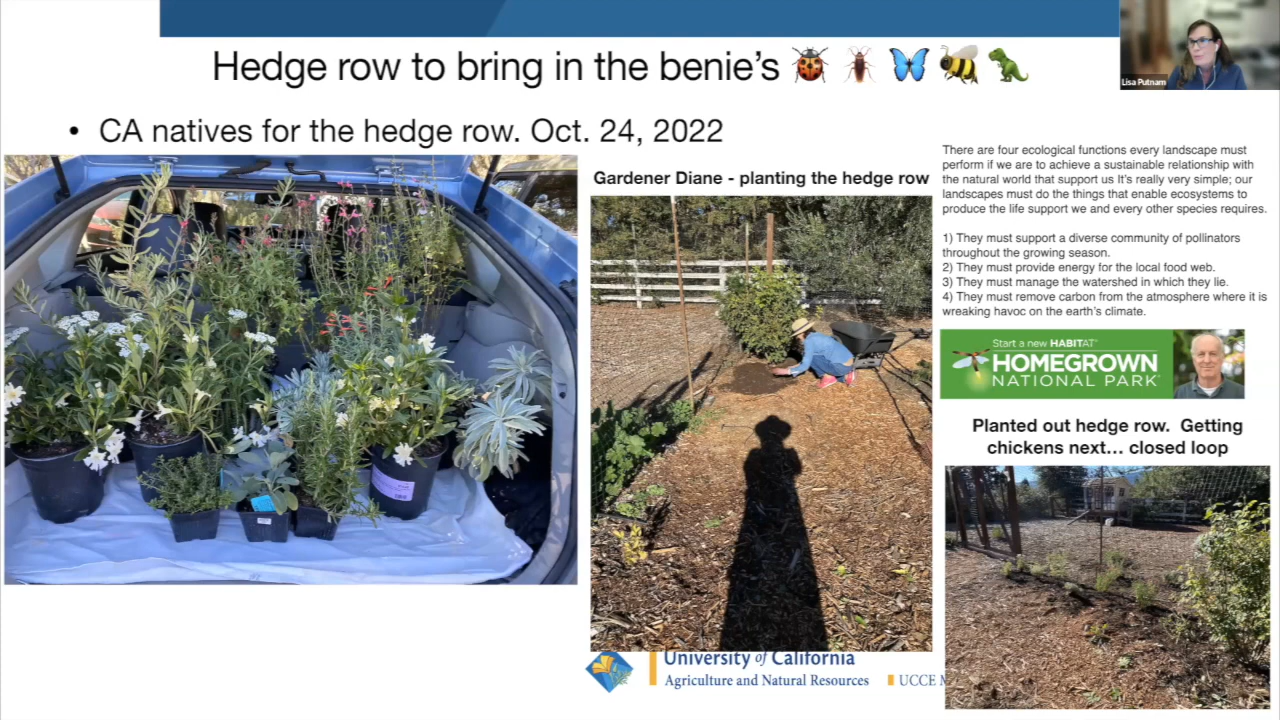 Hedge row to bring in the benie's 🐞 🪳 🦋 🐝 🦖
Lisa Putnam
• CA natives for the hedge row. Oct. 24, 2022
Gardener Diane - planting the hedge row
There are four ecological functions every landscape must
perform if we are to achieve a sustainable relationship with
the natural world that support us It's really very simple; our
landscapes must do the things that enable ecosystems to
produce the life support we and every other species requires.
1) They must support a diverse community of pollinators
throughout the growing season.
2) They must provide energy for the local food web.
3) They must manage the watershed in which they lie.
4) They must remove carbon from the atmosphere where it is
wreaking havoc on the earth's climate.
Start a new HABITAT™
HOMEGROWN
NATIONAL PARK®
Planted out hedge row. Getting
chickens next... closed loop
University of California
Agriculture and Natural Resources
UCCE